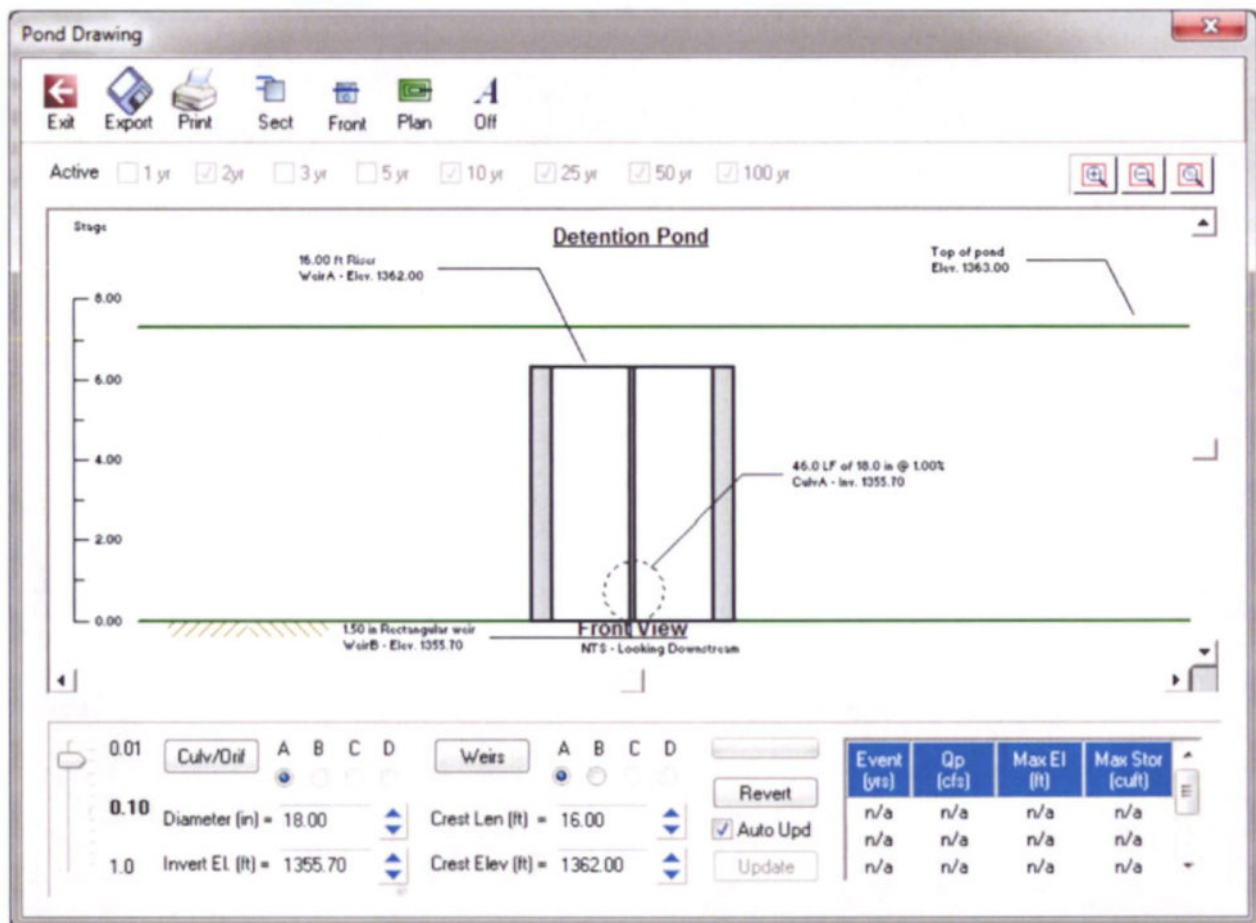 Pond Drawing
Exit Export Print Sect Front Plan Off
Active 1 yr 2yr 3 yr 5 yr 10 yr 25 yr 50 yr 100 yr
Stage
Detention Pond
16.00 ft Riser
WeirA - Elev. 1362.00
Top of pond
Elev. 1363.00
8.00
6.00
4.00
2.00
0.00
46.0 LF of 18.0 in @ 1.00%
CulvA - Inv. 1355.70
1.50 in Rectangular weir
WeirB - Elev. 1355.70
Front View
NTS - Looking Downstream
0.01
0.10
1.0
Culv/Orif A B C D
Diameter (in) = 18.00
Invert El. (ft) = 1355.70
Weirs A B C D
Crest Len (ft) = 16.00
Crest Elev (ft) = 1362.00
Revert
Auto Upd
Update
Event (yrs) Qp (cfs) Max El (ft) Max Stor (cuft)
n/a n/a n/a n/a
n/a n/a n/a n/a
n/a n/a n/a n/a